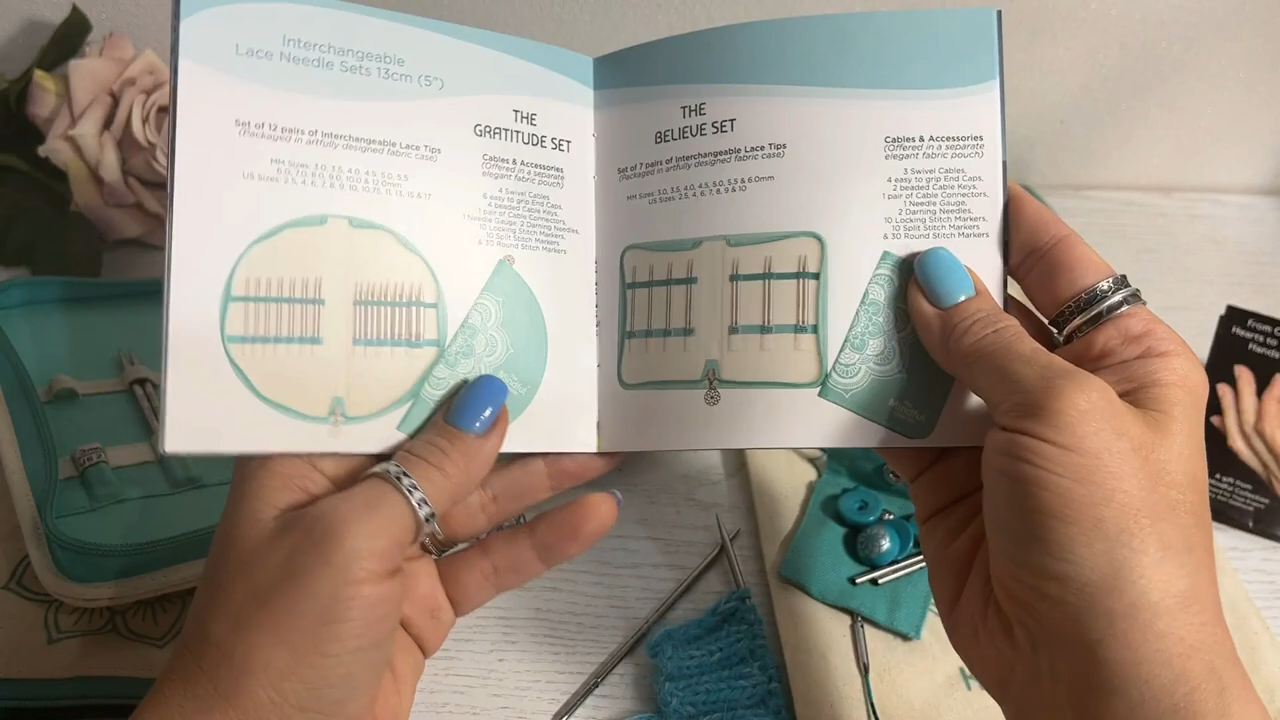 Interchangeable
Lace Needle Sets 13cm (5")
THE
GRATITUDE SET
Set of 12 pairs of Interchangeable Lace Tips
(Packaged in artfully designed fabric case)
MM Sizes: 3.0, 3.5, 4.0, 4.5, 5.0, 5.5
6.0, 7.0, 8.0, 9.0, 10.0 & 12.0mm
US Sizes: 2.5, 4, 6, 7, 8, 9, 10, 10.75, 11, 13, 15 & 17
Cables & Accessories
(Offered in a separate
elegant fabric pouch)
4 Swivel Cables
6 easy to grip End Caps,
4 beaded Cable Keys,
1 pair of Cable Connectors,
1 Needle Gauge, 2 Darning Needles,
10 Locking Stitch Markers,
10 Split Stitch Markers
& 30 Round Stitch Markers
THE
BELIEVE SET
Set of 7 pairs of Interchangeable Lace Tips
(Packaged in artfully designed fabric case)
MM Sizes: 3.0, 3.5, 4.0, 4.5, 5.0, 5.5 & 6.0mm
US Sizes: 2.5, 4, 6, 7, 8, 9 & 10
Cables & Accessories
(Offered in a separate
elegant fabric pouch)
3 Swivel Cables,
4 easy to grip End Caps,
2 beaded Cable Keys,
1 pair of Cable Connectors,
1 Needle Gauge,
2 Darning Needles,
10 Locking Stitch Markers,
10 Split Stitch Markers,
& 30 Round Stitch Markers
Mindful
From
Hearts to
Hands
A gift from
Mindful Collection